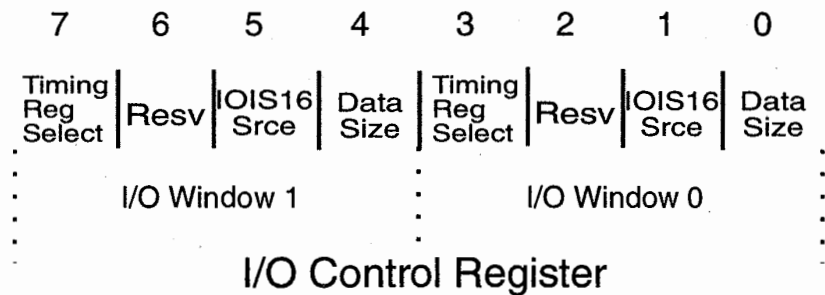 7 6 5 4 3 2 1 0
Timing Reg Select Resv IOIS16 Srce Data Size Timing Reg Select Resv IOIS16 Srce Data Size
I/O Window 1 I/O Window 0
I/O Control Register